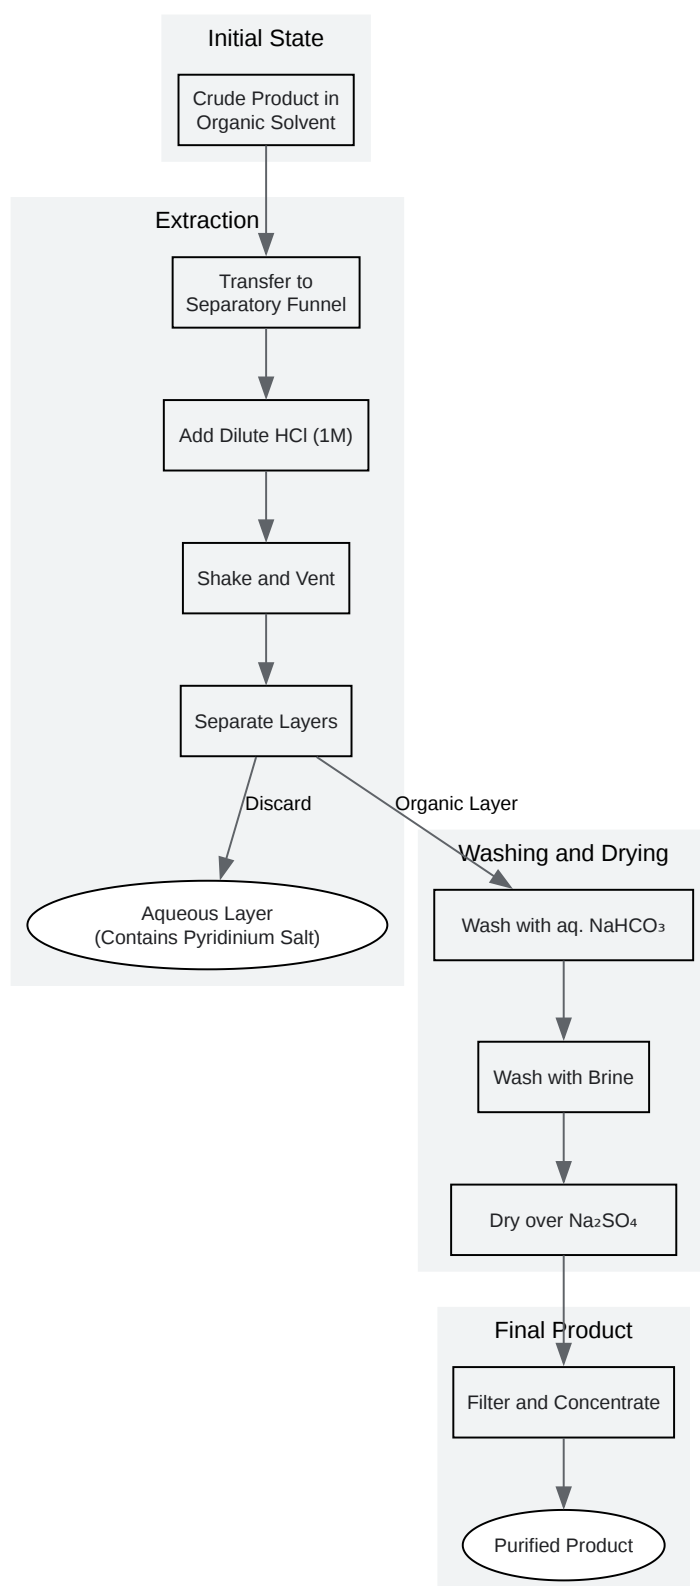 Initial State
Crude Product in
Organic Solvent
Extraction
Transfer to
Separatory Funnel
Add Dilute HCl (1M)
Shake and Vent
Separate Layers
Discard
Organic Layer
Aqueous Layer
(Contains Pyridinium Salt)
Washing and Drying
Wash with aq. NaHCO₃
Wash with Brine
Dry over Na₂SO₄
Final Product
Filter and Concentrate
Purified Product